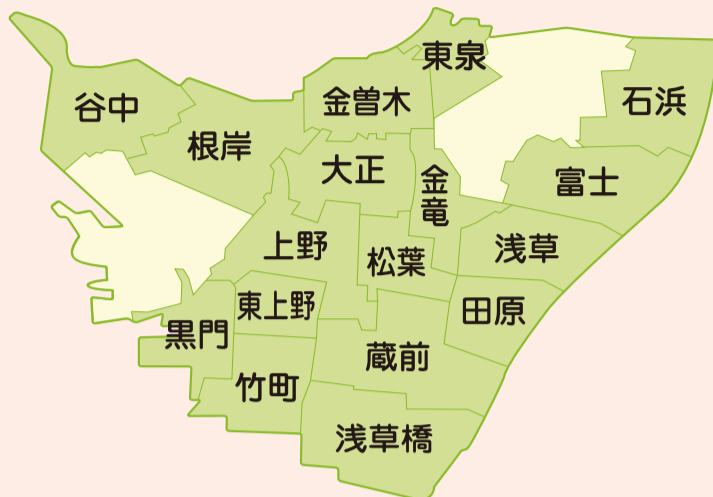 東泉
谷中
金曽木
石浜
根岸
大正
金竜
富士
上野
松葉
浅草
東上野
田原
黒門
蔵前
竹町
浅草橋